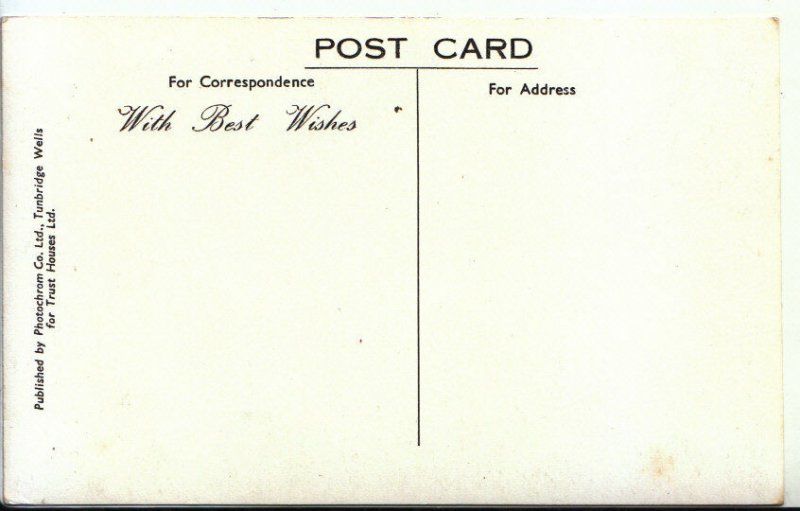 POST CARD
For Correspondence
For Address
With Best Wishes
Published by Photochrom Co. Ltd., Tunbridge Wells
for Trust Houses Ltd.